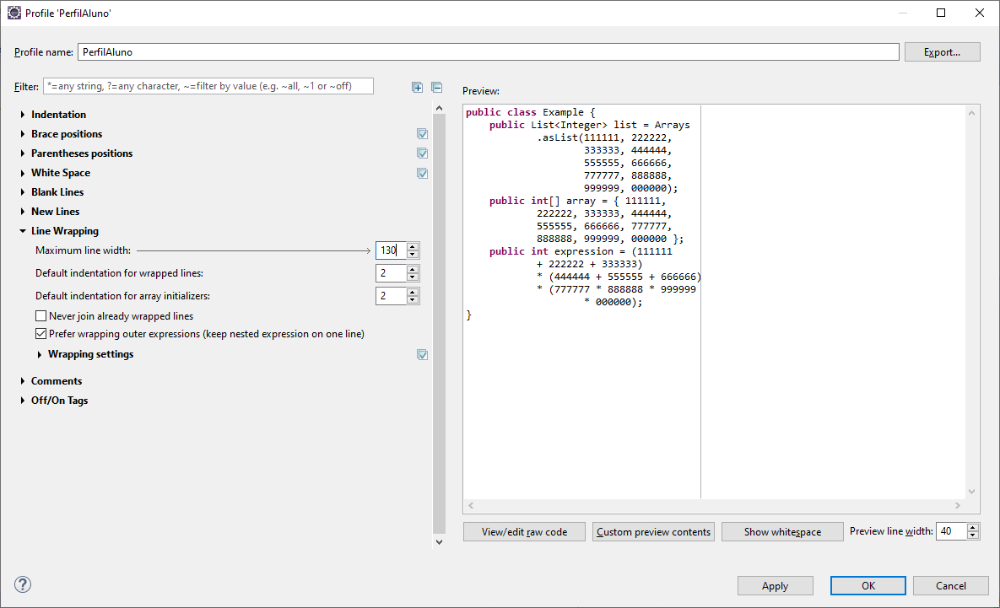 Profile 'PerfilAluno'
Profile name: PerfilAluno Export...
Filter: *=any string, ?=any character, ~=filter by value (e.g. ~all, ~1 or ~off)
Indentation
Brace positions
Parentheses positions
White Space
Blank Lines
New Lines
Line Wrapping
Maximum line width: 130
Default indentation for wrapped lines: 2
Default indentation for array initializers: 2
Never join already wrapped lines
Prefer wrapping outer expressions (keep nested expression on one line)
Wrapping settings
Comments
Off/On Tags
Preview:
public class Example {
    public List<Integer> list = Arrays
            .asList(111111, 222222,
                    333333, 444444,
                    555555, 666666,
                    777777, 888888,
                    999999, 000000);
    public int[] array = { 111111,
            222222, 333333, 444444,
            555555, 666666, 777777,
            888888, 999999, 000000 };
    public int expression = (111111
            + 222222 + 333333)
            * (444444 + 555555 + 666666)
            * (777777 * 888888 * 999999
                    * 000000);
}
View/edit raw code Custom preview contents Show whitespace Preview line width: 40
? Apply OK Cancel